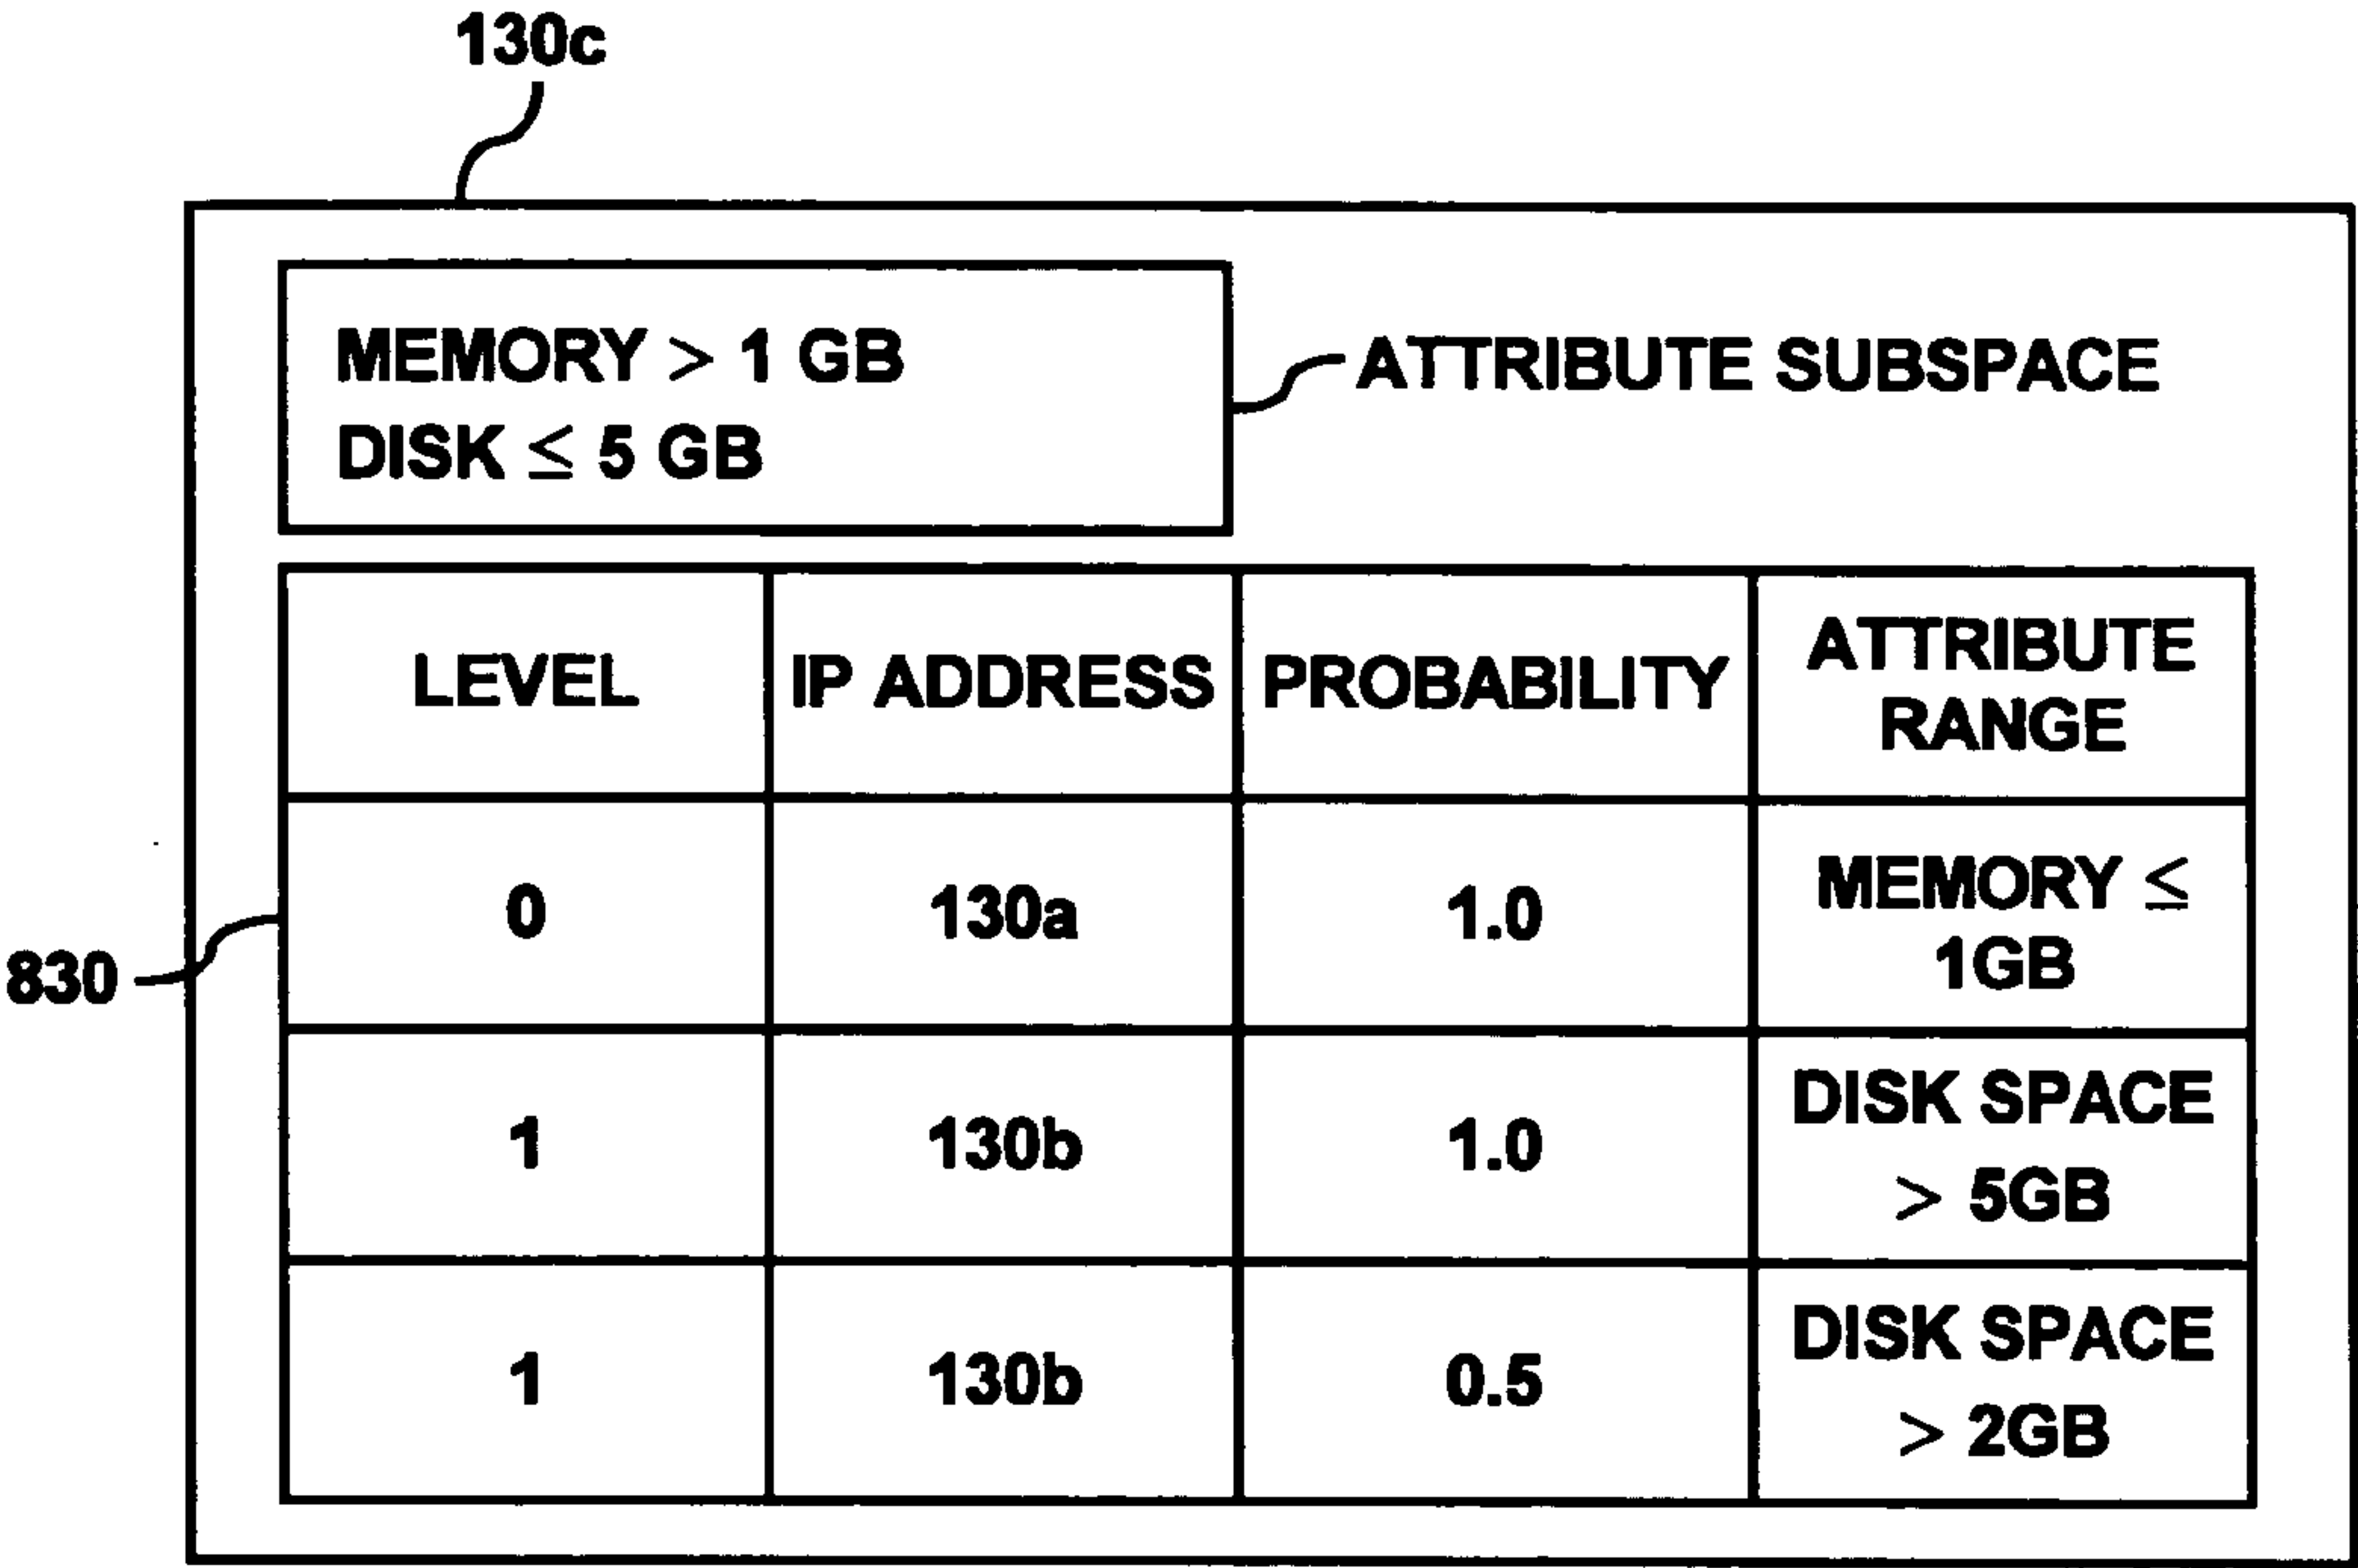 130c
MEMORY > 1 GB
DISK ≤ 5 GB
ATTRIBUTE SUBSPACE
LEVEL
IP ADDRESS
PROBABILITY
ATTRIBUTE
RANGE
0
130a
1.0
MEMORY ≤
1GB
830
1
130b
1.0
DISK SPACE
> 5GB
1
130b
0.5
DISK SPACE
> 2GB